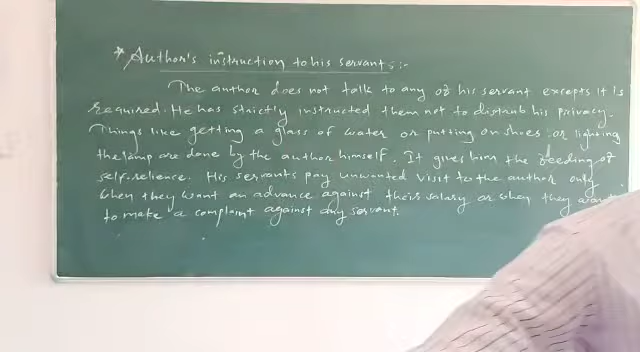 * Author's instruction to his servants :-
The author does not talk to any of his servant excepts it is
required. He has strictly instructed them not to distrub his privacy.
Things like getting a glass of water or putting on shoes or lighting
the lamp are done by the author himself. It gives him the feeding of
self-relience. His servants pay unwanted visit to the author only
when they want an advance against their salary or when they want
to make a complaint against any servant.